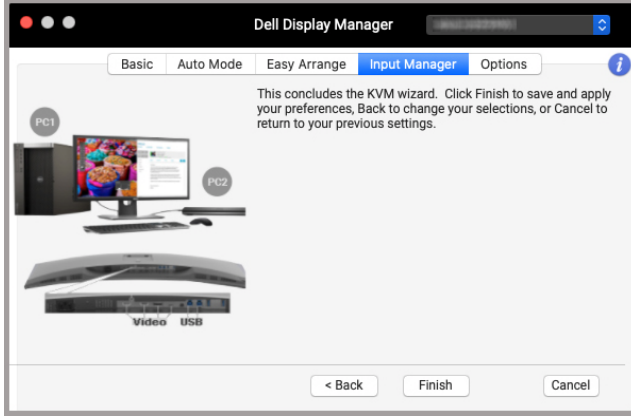 Dell Display Manager
Basic
Auto Mode
Easy Arrange
Input Manager
Options
i
This concludes the KVM wizard. Click Finish to save and apply
your preferences, Back to change your selections, or Cancel to
return to your previous settings.
PC1
PC2
Video USB
< Back
Finish
Cancel